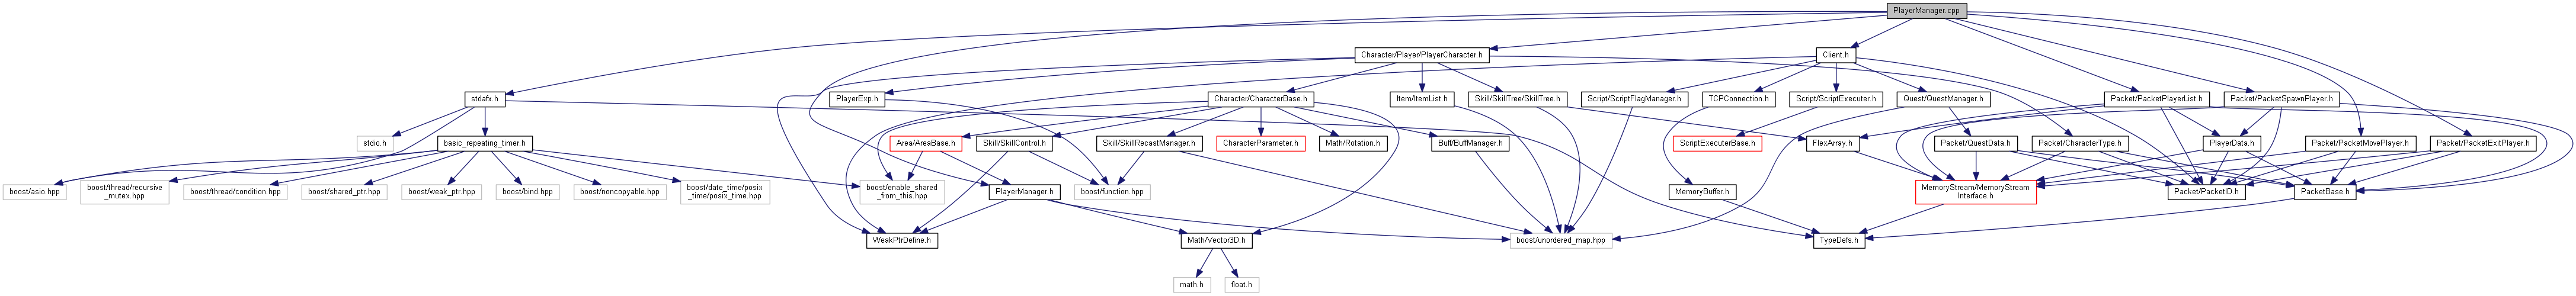 PlayerManager.cpp
Character/Player/PlayerCharacter.h
Client.h
stdafx.h
PlayerExp.h
Character/CharacterBase.h
Item/ItemList.h
Skill/SkillTree/SkillTree.h
Script/ScriptFlagManager.h
TCPConnection.h
Script/ScriptExecuter.h
Quest/QuestManager.h
Packet/PacketPlayerList.h
Packet/PacketSpawnPlayer.h
stdio.h
basic_repeating_timer.h
Area/AreaBase.h
Skill/SkillControl.h
Skill/SkillRecastManager.h
CharacterParameter.h
Math/Rotation.h
Buff/BuffManager.h
ScriptExecuterBase.h
FlexArray.h
Packet/QuestData.h
Packet/CharacterType.h
PlayerData.h
Packet/PacketMovePlayer.h
Packet/PacketExitPlayer.h
boost/asio.hpp
boost/thread/recursive
_mutex.hpp
boost/thread/condition.hpp
boost/shared_ptr.hpp
boost/weak_ptr.hpp
boost/bind.hpp
boost/noncopyable.hpp
boost/date_time/posix
_time/posix_time.hpp
boost/enable_shared
_from_this.hpp
PlayerManager.h
boost/function.hpp
MemoryBuffer.h
MemoryStream/MemoryStream
Interface.h
Packet/PacketID.h
PacketBase.h
WeakPtrDefine.h
Math/Vector3D.h
boost/unordered_map.hpp
TypeDefs.h
math.h
float.h